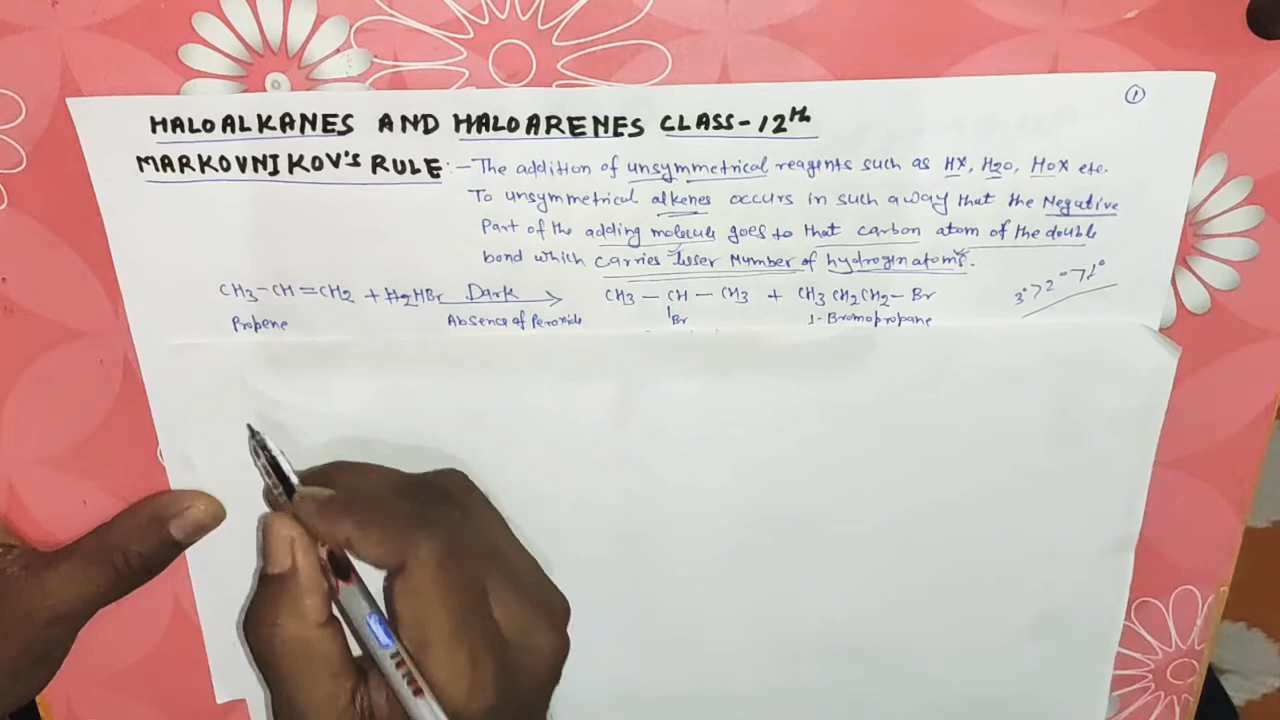 ①
HALOALKANES AND HALOARENES CLASS-12th
MARKOVNIKOV'S RULE:- The addition of unsymmetrical reagents such as HX, H2O, HOX etc.
To unsymmetrical alkenes occurs in such a way that the Negative
Part of the adding molecule goes to that carbon atom of the double
bond which carries lesser Number of hydrogen atoms.
CH3-CH=CH2 + HBr Dark CH3-CH-CH3 + CH3CH2CH2-Br 3°>2°>1°
Propene Absence of Peroxide Br 1-Bromopropane